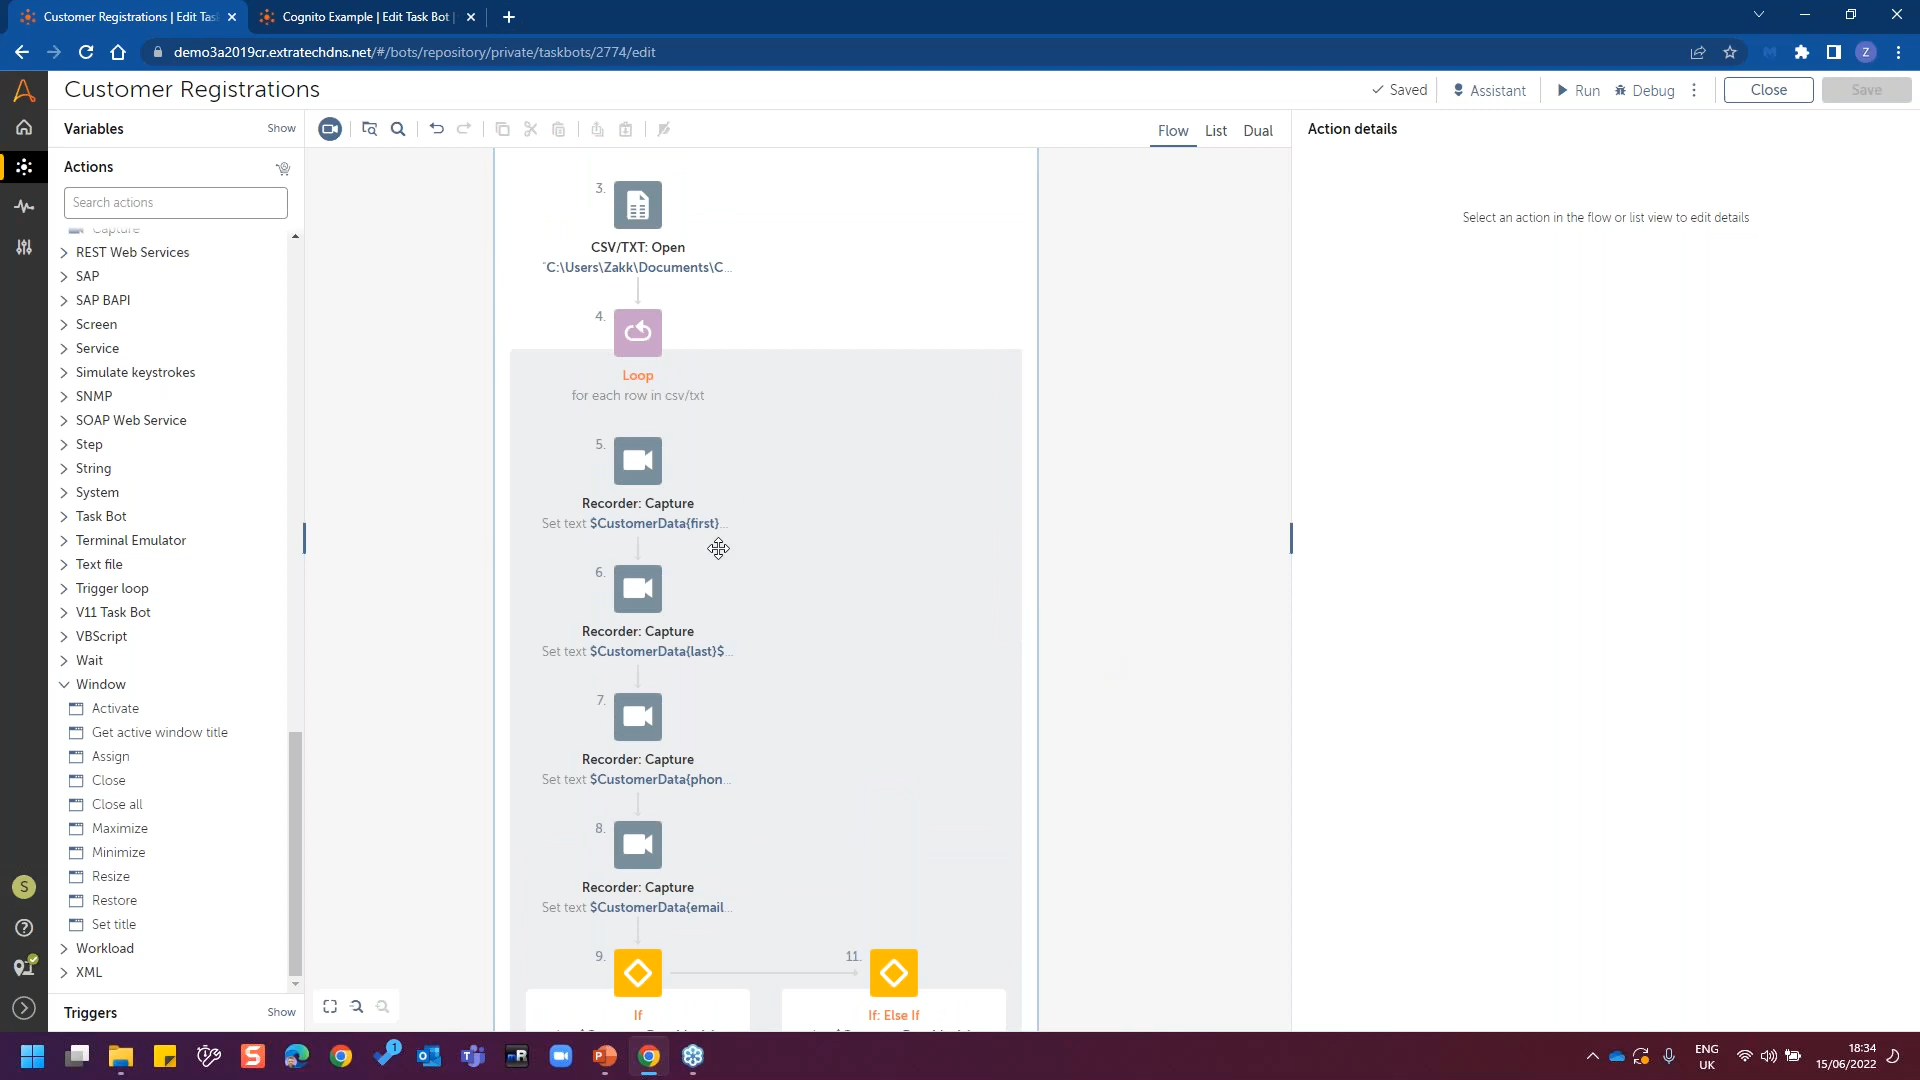 Customer Registrations | Edit Tas
Cognito Example | Edit Task Bot |
demo3a2019cr.extratechdns.net/#/bots/repository/private/taskbots/2774/edit
Z
Customer Registrations
Saved
Assistant
Run
Debug
Close
Save
Variables
Show
Flow
List
Dual
Action details
Actions
Search actions
Select an action in the flow or list view to edit details
Capture
REST Web Services
SAP
SAP BAPI
Screen
Service
Simulate keystrokes
SNMP
SOAP Web Service
Step
String
System
Task Bot
Terminal Emulator
Text file
Trigger loop
V11 Task Bot
VBScript
Wait
Window
Activate
Get active window title
Assign
Close
Close all
Maximize
Minimize
Resize
Restore
Set title
Workload
XML
Triggers
Show
S
3.
CSV/TXT: Open
"C:\Users\Zakk\Documents\C...
4.
Loop
for each row in csv/txt
5.
Recorder: Capture
Set text $CustomerData{first}...
6.
Recorder: Capture
Set text $CustomerData{last}$...
7.
Recorder: Capture
Set text $CustomerData{phon...
8.
Recorder: Capture
Set text $CustomerData{email...
9.
11.
If
If: Else If
1
ENG
UK
18:34
15/06/2022